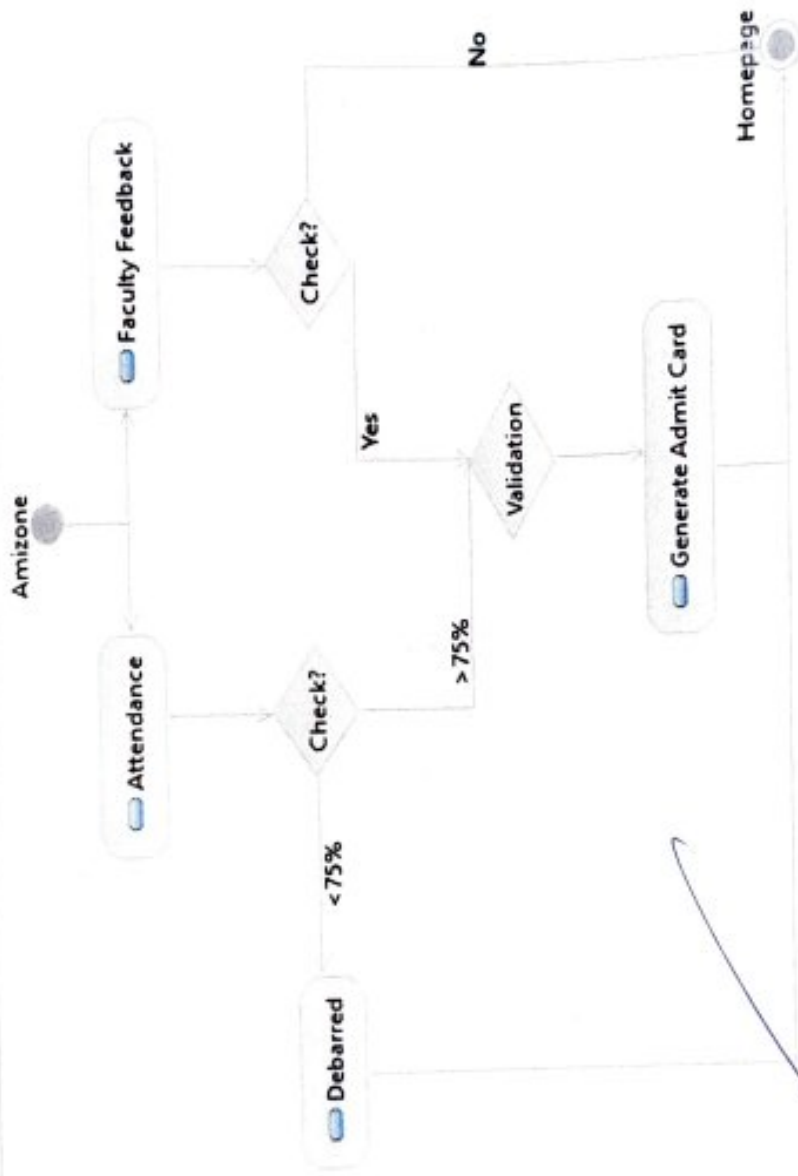 Amizone
Attendance
Faculty Feedback
Check?
Check?
<75%
>75%
Yes
No
Debarred
Validation
Generate Admit Card
Homepage